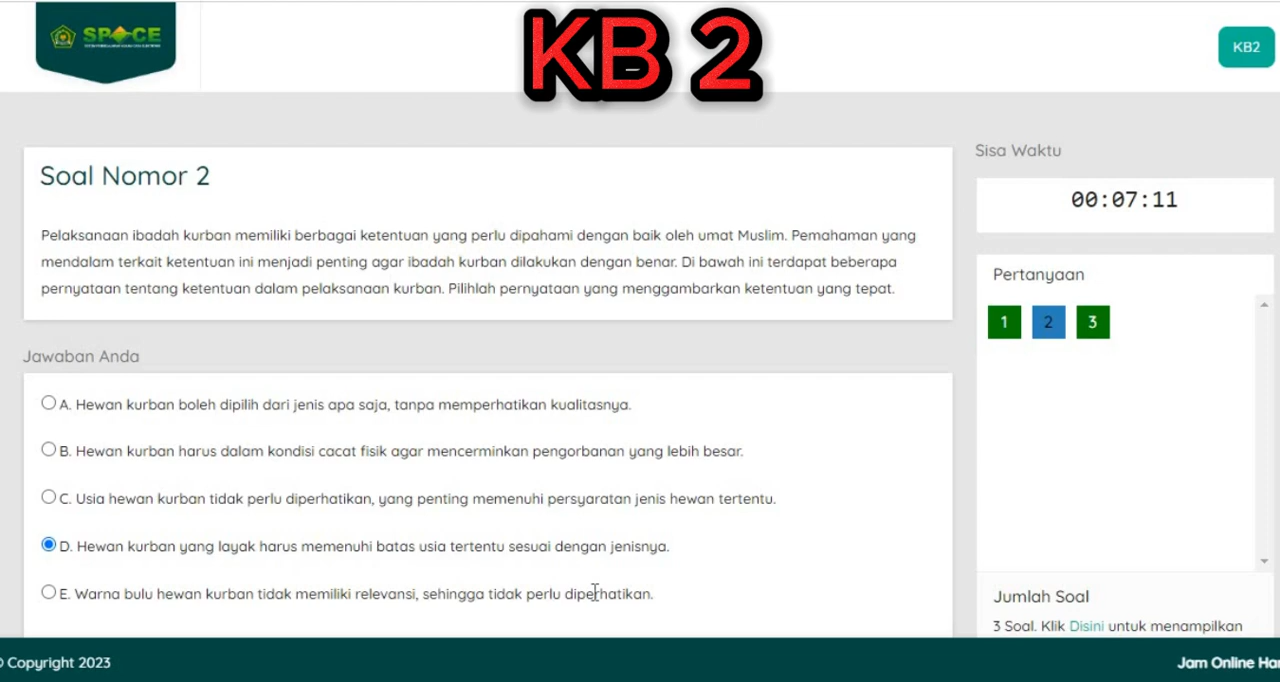 KB 2
SPACE
KB2
Soal Nomor 2
Pelaksanaan ibadah kurban memiliki berbagai ketentuan yang perlu dipahami dengan baik oleh umat Muslim. Pemahaman yang
mendalam terkait ketentuan ini menjadi penting agar ibadah kurban dilakukan dengan benar. Di bawah ini terdapat beberapa
pernyataan tentang ketentuan dalam pelaksanaan kurban. Pilihlah pernyataan yang menggambarkan ketentuan yang tepat.
Jawaban Anda
A. Hewan kurban boleh dipilih dari jenis apa saja, tanpa memperhatikan kualitasnya.
B. Hewan kurban harus dalam kondisi cacat fisik agar mencerminkan pengorbanan yang lebih besar.
C. Usia hewan kurban tidak perlu diperhatikan, yang penting memenuhi persyaratan jenis hewan tertentu.
D. Hewan kurban yang layak harus memenuhi batas usia tertentu sesuai dengan jenisnya.
E. Warna bulu hewan kurban tidak memiliki relevansi, sehingga tidak perlu diperhatikan.
Sisa Waktu
00:07:11
Pertanyaan
1 2 3
Jumlah Soal
3 Soal. Klik Disini untuk menampilkan
© Copyright 2023
Jam Online Har